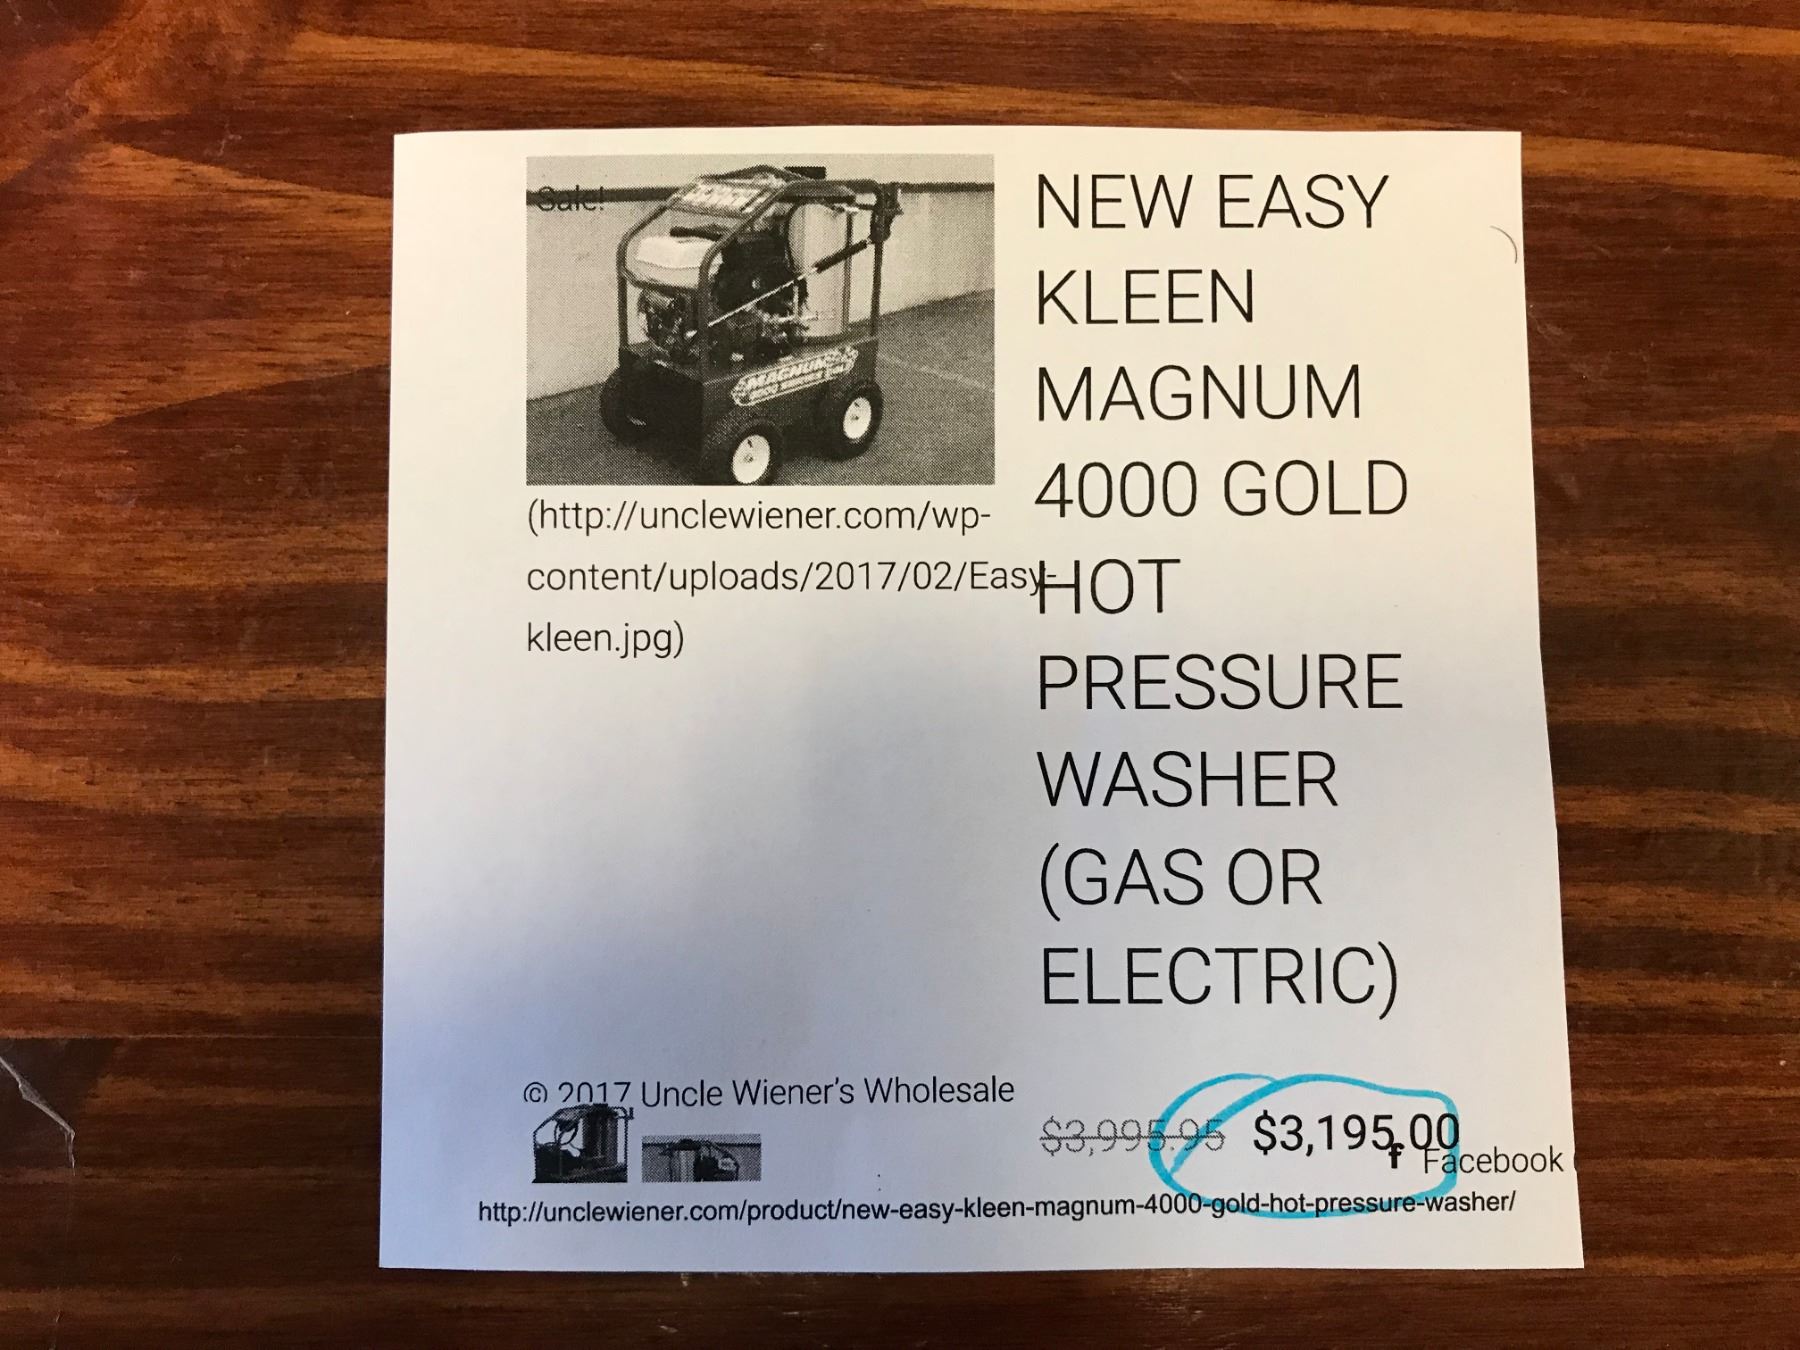 Sale!
MAGNUM
(http://unclewiener.com/wp-
content/uploads/2017/02/Easy-
kleen.jpg)
NEW EASY
KLEEN
MAGNUM
4000 GOLD
HOT
PRESSURE
WASHER
(GAS OR
ELECTRIC)
© 2017 Uncle Wiener's Wholesale
$3,995.95 $3,195.00
f Facebook
http://unclewiener.com/product/new-easy-kleen-magnum-4000-gold-hot-pressure-washer/